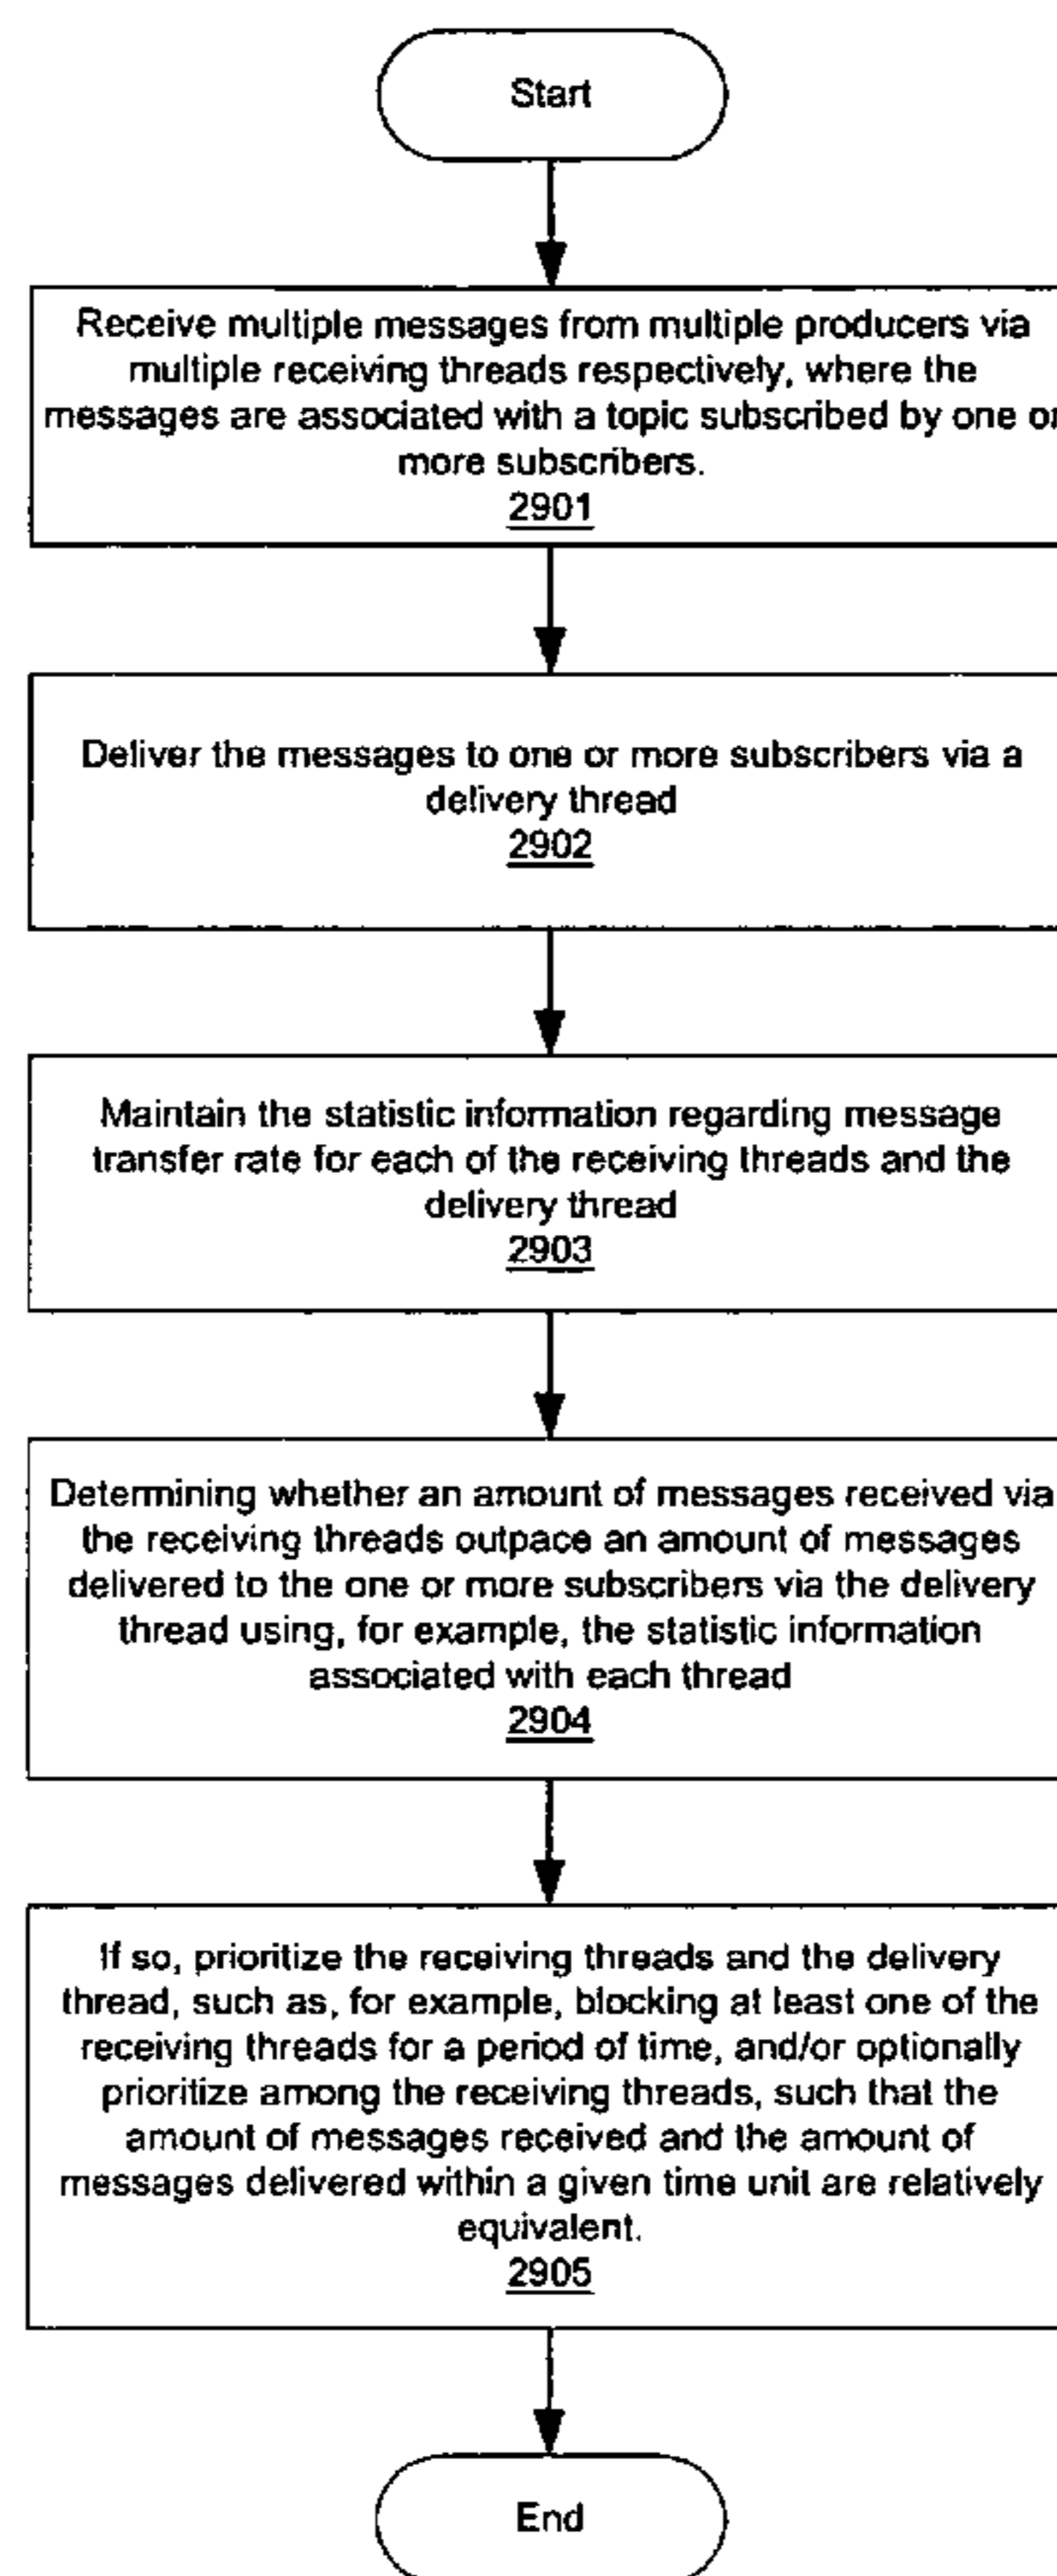 Start
Receive multiple messages from multiple producers via
multiple receiving threads respectively, where the
messages are associated with a topic subscribed by one or
more subscribers.
2901
Deliver the messages to one or more subscribers via a
delivery thread
2902
Maintain the statistic information regarding message
transfer rate for each of the receiving threads and the
delivery thread
2903
Determining whether an amount of messages received via
the receiving threads outpace an amount of messages
delivered to the one or more subscribers via the delivery
thread using, for example, the statistic information
associated with each thread
2904
If so, prioritize the receiving threads and the delivery
thread, such as, for example, blocking at least one of the
receiving threads for a period of time, and/or optionally
prioritize among the receiving threads, such that the
amount of messages received and the amount of
messages delivered within a given time unit are relatively
equivalent.
2905
End